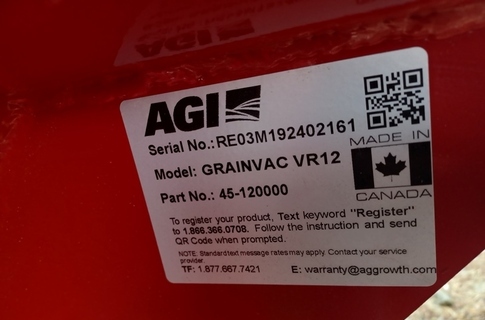 AGI
Serial No.:RE03M192402161
MADE IN
Model: GRAINVAC VR12
CANADA
Part No.: 45-120000
To register your product, Text keyword "Register"
to 1.866.366.0708. Follow the instruction and send
QR Code when prompted.
NOTE: Standard text message rates may apply. Contact your service
provider.
TF: 1.877.667.7421 E: warranty@aggrowth.com